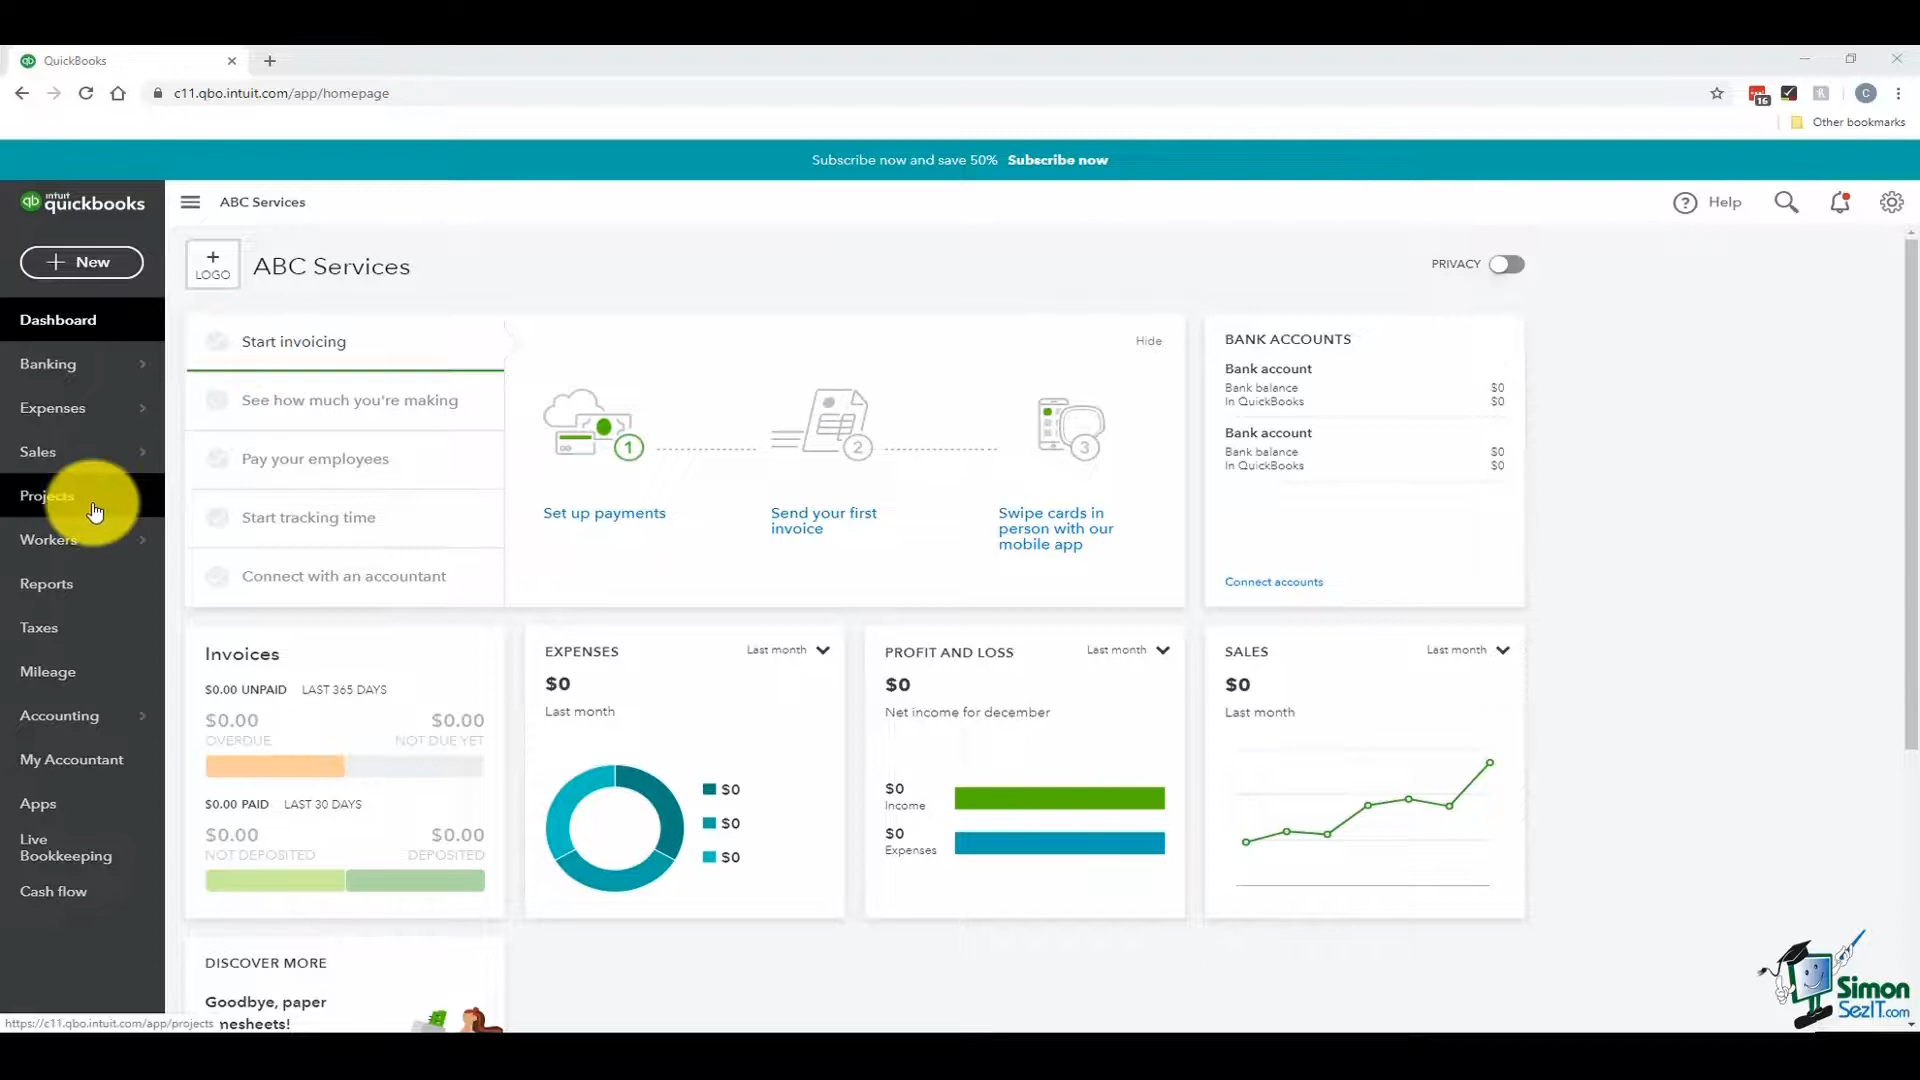 QuickBooks
c11.qbo.intuit.com/app/homepage
16
C
Other bookmarks
Subscribe now and save 50% Subscribe now
qb intuit quickbooks
ABC Services
? Help
+ New
+ LOGO
ABC Services
PRIVACY
Dashboard
Banking
Expenses
Sales
Projects
Workers
Reports
Taxes
Mileage
Accounting
My Accountant
Apps
Live
Bookkeeping
Cash flow
Start invoicing
See how much you're making
Pay your employees
Start tracking time
Connect with an accountant
Hide
1
2
3
Set up payments
Send your first
invoice
Swipe cards in
person with our
mobile app
BANK ACCOUNTS
Bank account
Bank balance $0
In QuickBooks $0
Bank account
Bank balance $0
In QuickBooks $0
Connect accounts
Invoices
$0.00 UNPAID LAST 365 DAYS
$0.00 $0.00
OVERDUE NOT DUE YET
$0.00 PAID LAST 30 DAYS
$0.00 $0.00
NOT DEPOSITED DEPOSITED
EXPENSES Last month
$0
Last month
$0
$0
$0
PROFIT AND LOSS Last month
$0
Net income for december
$0
Income
$0
Expenses
SALES Last month
$0
Last month
DISCOVER MORE
Goodbye, paper
nesheets!
https://c11.qbo.intuit.com/app/projects
Simon
SezIT.com